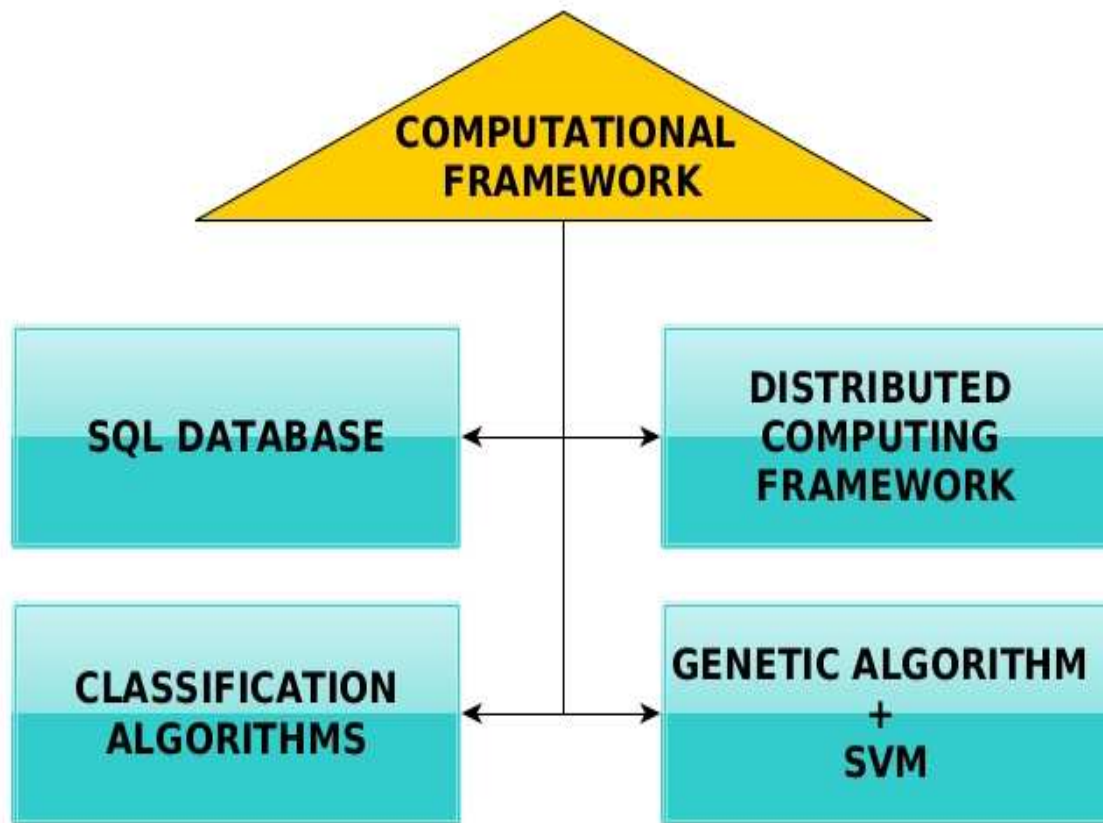 COMPUTATIONAL
FRAMEWORK
SQL DATABASE
DISTRIBUTED
COMPUTING
FRAMEWORK
CLASSIFICATION
ALGORITHMS
GENETIC ALGORITHM
+
SVM